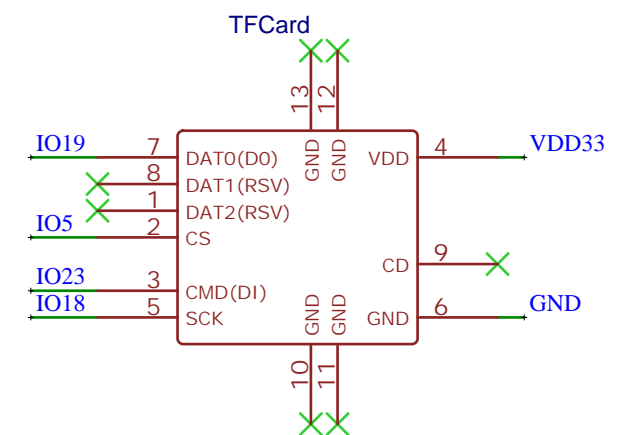 TFCard
13 12
GND GND
IO19 7 DAT0(D0) VDD 4 VDD33
8 DAT1(RSV)
1 DAT2(RSV)
IO5 2 CS
CD 9
IO23 3 CMD(DI)
IO18 5 SCK GND 6 GND
GND GND
10 11